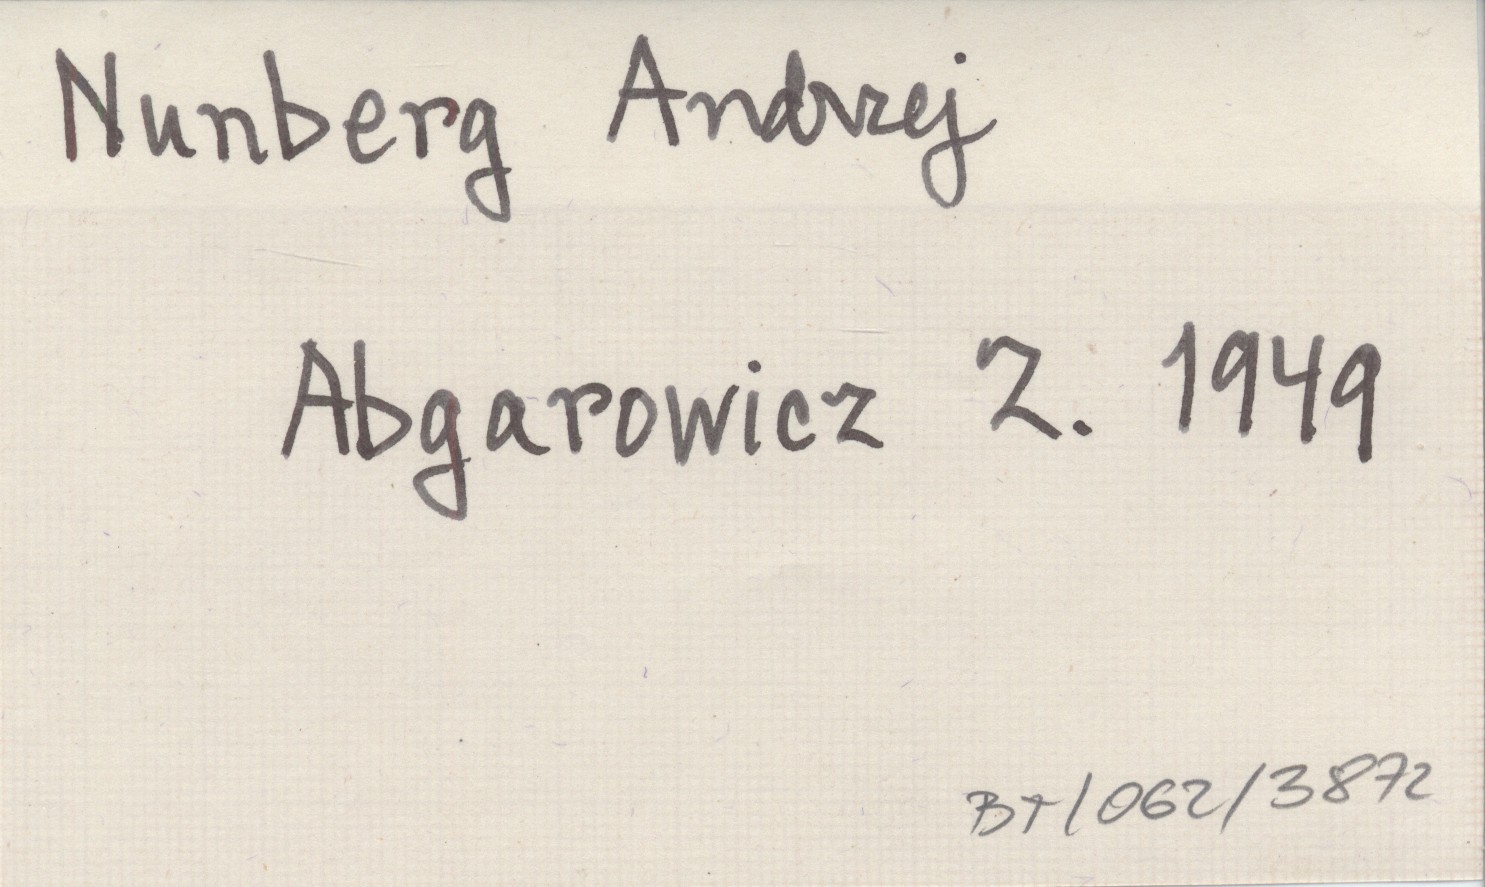 Nunberg Andrzej
Abgarowicz Z. 1949
BT/062/3872